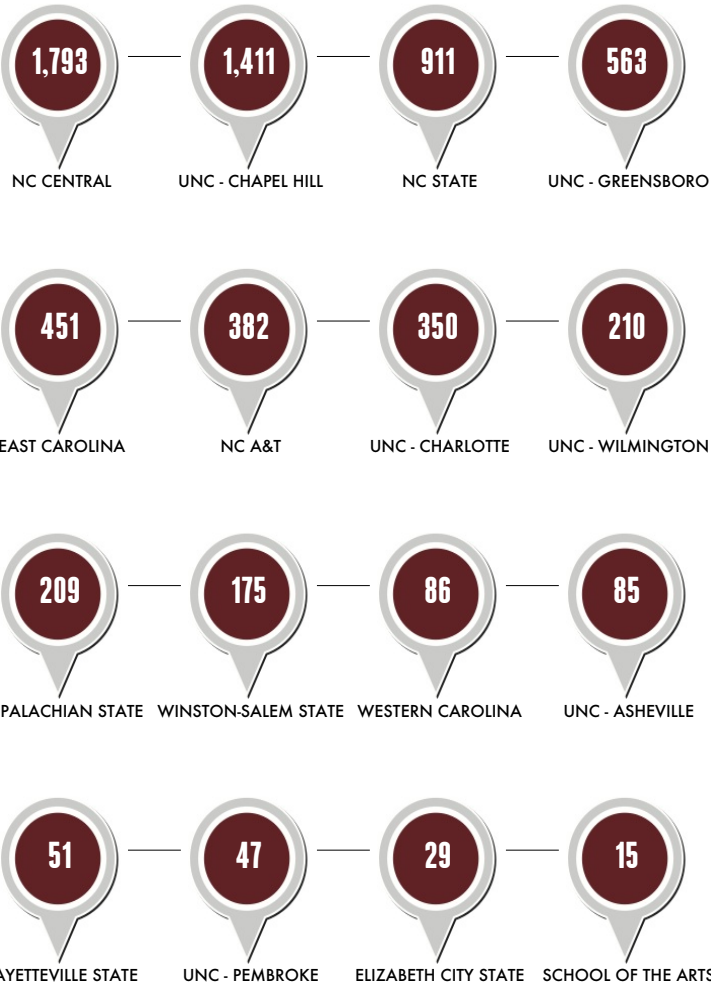 1,793 1,411 911 563
NC CENTRAL UNC - CHAPEL HILL NC STATE UNC - GREENSBORO
451 382 350 210
EAST CAROLINA NC A&T UNC - CHARLOTTE UNC - WILMINGTON
209 175 86 85
PALACHIAN STATE WINSTON-SALEM STATE WESTERN CAROLINA UNC - ASHEVILLE
51 47 29 15
AYETTEVILLE STATE UNC - PEMBROKE ELIZABETH CITY STATE SCHOOL OF THE ARTS